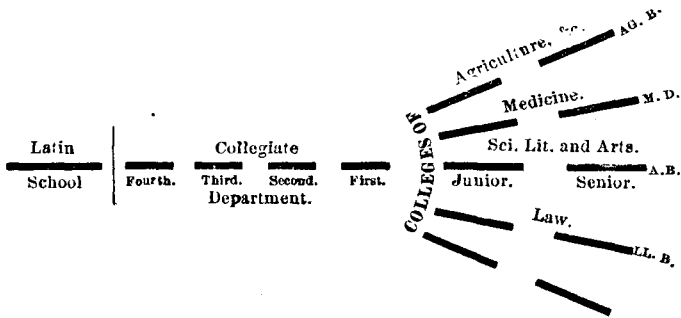 Agriculture, &c. AG. B.
Medicine. M. D.
COLLEGES OF
Latin
School
Collegiate
Fourth. Third. Second. First.
Department.
Sci. Lit. and Arts.
Junior. Senior. A.B.
Law. LL. B.